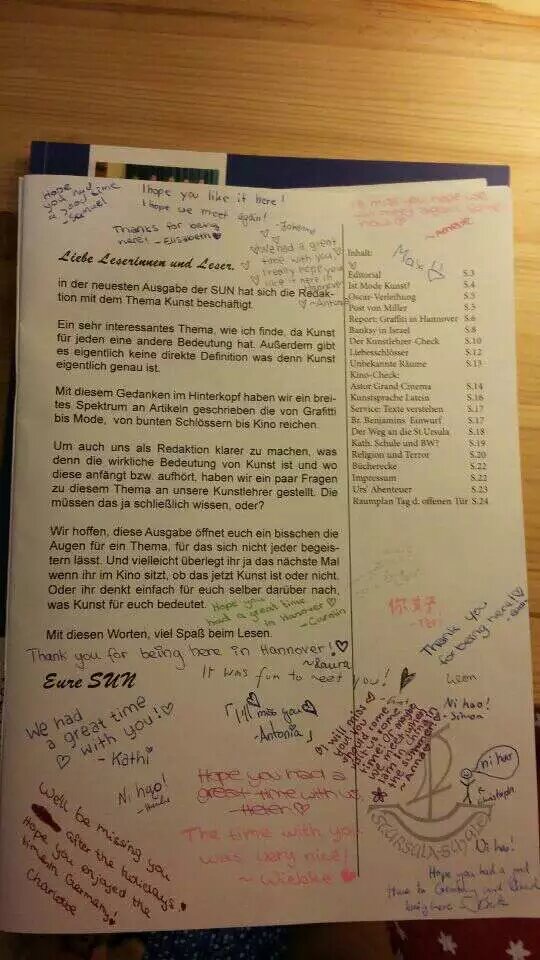 Hope
you had
a good time
~Samuel
I hope you like it here!
I hope we meet again!
~Johanna
Thanks for being
here! ~Elisabeth
We had a great
time with you
I really hope you
like it here in
Hannover
~Antonia
I'll miss you hope we
will meet again some
Max H
Liebe Leserinnen und Leser,
in der neuesten Ausgabe der SUN hat sich die Redak-
tion mit dem Thema Kunst beschäftigt.
Ein sehr interessantes Thema, wie ich finde, da Kunst
für jeden eine andere Bedeutung hat. Außerdem gibt
es eigentlich keine direkte Definition was denn Kunst
eigentlich genau ist.
Mit diesem Gedanken im Hinterkopf haben wir ein brei-
tes Spektrum an Artikeln geschrieben die von Grafitti
bis Mode, von bunten Schlössern bis Kino reichen.
Um auch uns als Redaktion klarer zu machen, was
denn die wirkliche Bedeutung von Kunst ist und wo
diese anfängt bzw. aufhört, haben wir ein paar Fragen
zu diesem Thema an unsere Kunstlehrer gestellt. Die
müssen das ja schließlich wissen, oder?
Wir hoffen, diese Ausgabe öffnet euch ein bisschen die
Augen für ein Thema, für das sich nicht jeder begeis-
tern lässt. Und vielleicht überlegt ihr ja das nächste Mal
wenn ihr im Kino sitzt, ob das jetzt Kunst ist oder nicht.
Oder ihr denkt einfach für euch selber darüber nach,
was Kunst für euch bedeutet.
Mit diesen Worten, viel Spaß beim Lesen.
Eure SUN
Inhalt:
Editorial S.3
Ist Mode Kunst? S.4
Oscar-Verleihung S.5
Post von Miller S.5
Report: Graffiti in Hannover S.6
Banksy in Israel S.8
Der Kunstlehrer-Check S.10
Liebesschlösser S.12
Unbekannte Räume S.13
Kino-Check:
Astor Grand Cinema S.14
Kunstsprache Latein S.16
Service: Texte verstehen S.17
Br. Benjamins Einwurf S.17
Der Weg an die St Ursula S.18
Kath. Schule und BW? S.19
Religion und Terror S.20
Bücherecke S.22
Impressum S.22
Urs' Abenteuer S.23
Raumplan Tag d. offenen Tür S.24
Hope you
had a great time
in Hannover
~Carmin
你好
Thank you
for being here!
Thank you for being here in Hannover!
~Laura
It was fun to meet you!
Leon
Ni hao!
~Simon
We had
a great time
with you!
~Kathi
I'll miss you
~Antonia
I will miss
you! You
should come
~Anna
ni hao
Christoph
Ni hao!
Hope you had a
great time with us
Helen
The time with you
was very nice!
~Wiebke
We'll be missing you
after the holidays.
Hope you enjoyed the
time in Germany!
Charlotte
St. URSULA-SCHULE
Ni hao!
Hope you had a good
time in Germany and liked
being here